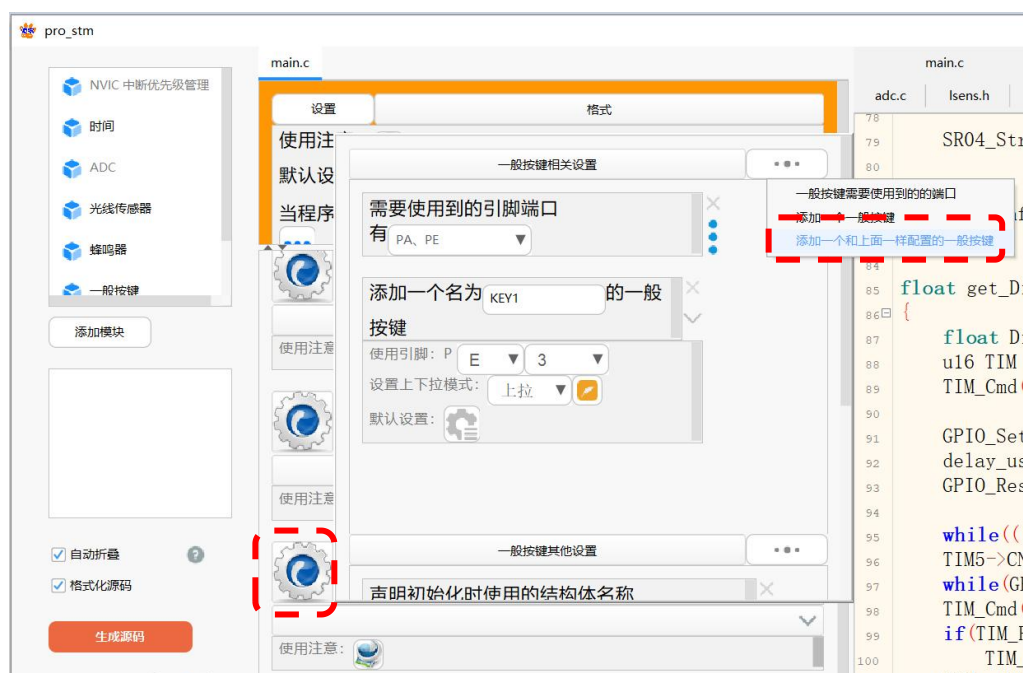 pro_stm
NVIC 中断优先级管理
时间
ADC
光线传感器
蜂鸣器
一般按键
添加模块
自动折叠
?
格式化源码
生成源码
main.c
设置
格式
使用注
默认设
当程序
使用注意
使用注意
使用注意:
一般按键相关设置
需要使用到的引脚端口
有 PA、PE
添加一个名为 KEY1 的一般
按键
使用引脚: P E 3
设置上下拉模式: 上拉
默认设置:
一般按键其他设置
声明初始化时使用的结构体名称
一般按键需要使用到的的端口
添加一个一般按键
添加一个和上面一样配置的一般按键
main.c
adc.c
lsens.h
78
79 SR04_Str
80
84
85 float get_Di
86 {
87 float Di
88 u16 TIM
89 TIM_Cmd(
90
91 GPIO_Set
92 delay_us
93 GPIO_Res
94
95 while((
96 TIM5->CN
97 while(GP
98 TIM_Cmd(
99 if(TIM_
100 TIM_